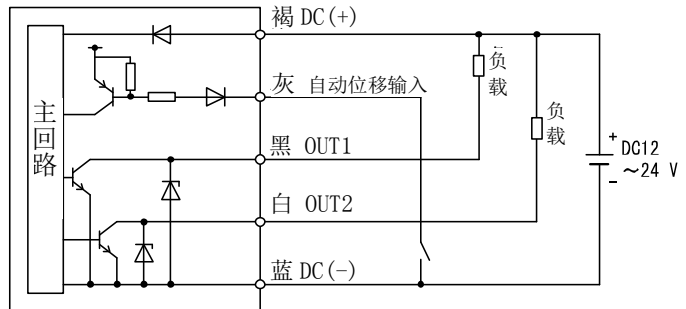 褐 DC(+)
主回路
灰 自动位移输入
黑 OUT1
白 OUT2
蓝 DC(-)
负载
负载
+
DC12
～24 V
-